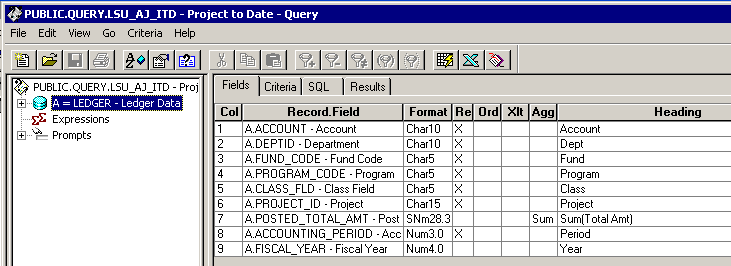 PUBLIC.QUERY.LSU_AJ_ITD - Project to Date - Query
File Edit View Go Criteria Help
PUBLIC.QUERY.LSU_AJ_ITD - Proj
A = LEDGER - Ledger Data
Expressions
Prompts
Fields Criteria SQL Results
Col Record.Field Format Re Ord Xlt Agg Heading
1 A.ACCOUNT - Account Char10 X Account
2 A.DEPTID - Department Char10 X Dept
3 A.FUND_CODE - Fund Code Char5 X Fund
4 A.PROGRAM_CODE - Program Char5 X Program
5 A.CLASS_FLD - Class Field Char5 X Class
6 A.PROJECT_ID - Project Char15 X Project
7 A.POSTED_TOTAL_AMT - Post SNm28.3 Sum Sum(Total Amt)
8 A.ACCOUNTING_PERIOD - Acc Num3.0 X Period
9 A.FISCAL_YEAR - Fiscal Year Num4.0 Year